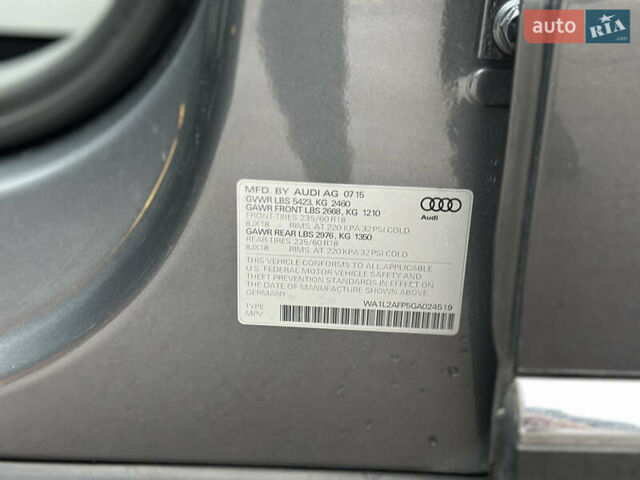 auto RIA .com
MFD. BY AUDI AG 07 15
GVWR LBS 5423, KG 2460
GAWR FRONT LBS 2668, KG 1210
FRONT-TIRES 235/60 R18
8JX18 RIMS, AT 220 KPA 32 PSI COLD
GAWR REAR LBS 2976, KG 1350
REAR-TIRES 235/60 R18
8JX18 RIMS, AT 220 KPA 32 PSI COLD
Audi
THIS VEHICLE CONFORMS TO ALL APPLICABLE
U.S. FEDERAL MOTOR VEHICLE SAFETY AND
THEFT PREVENTION STANDARDS IN EFFECT ON
THE DATE OF MANUFACTURE SHOWN ABOVE.
GERMANY
TYPE: WA1L2AFP5GA024519
MPV